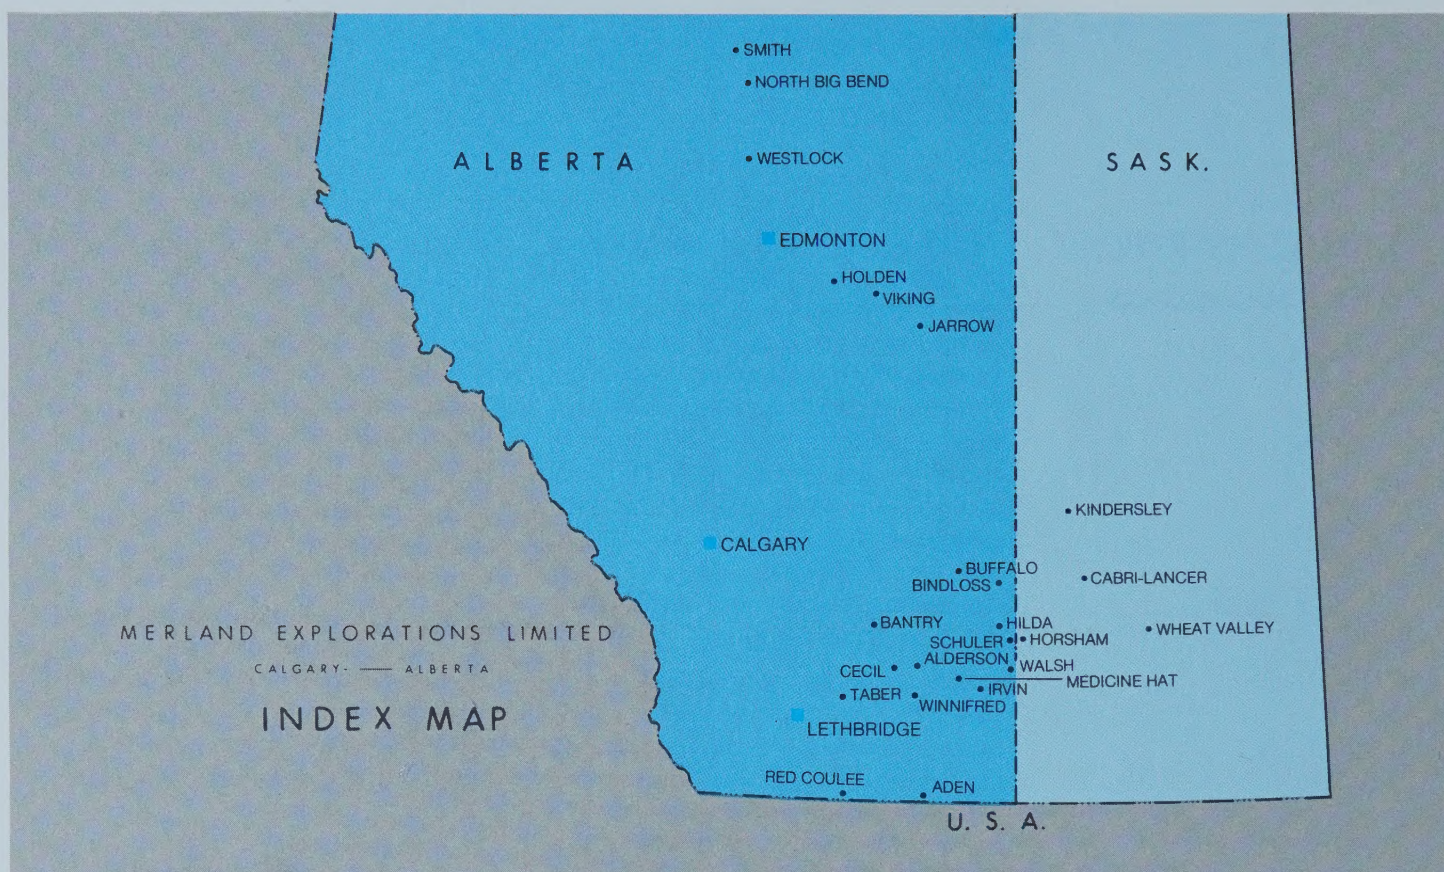 SMITH
NORTH BIG BEND
ALBERTA
WESTLOCK
SASK.
EDMONTON
HOLDEN
VIKING
JARROW
KINDERSLEY
CALGARY
BUFFALO
BINDLOSS
CABRI-LANCER
BANTRY
HILDA
WHEAT VALLEY
SCHULER
HORSHAM
ALDERSON
WALSH
CECIL
MEDICINE HAT
IRVIN
TABER
WINNIFRED
LETHBRIDGE
RED COULEE
ADEN
U. S. A.
MERLAND EXPLORATIONS LIMITED
CALGARY- — ALBERTA
INDEX MAP